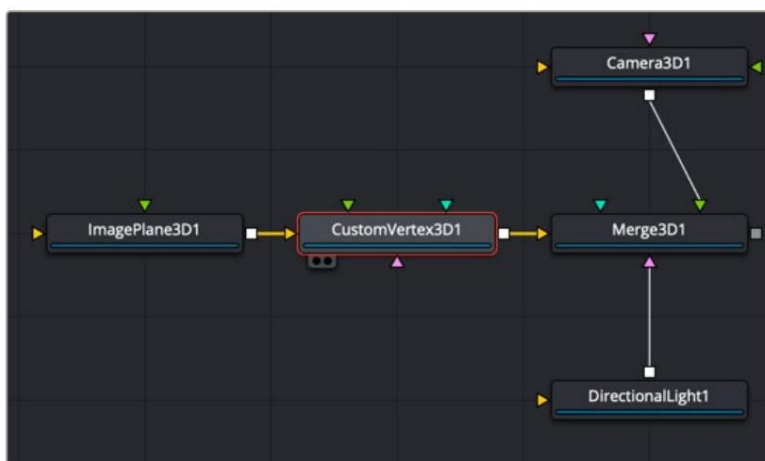 Camera3D1
ImagePlane3D1
CustomVertex3D1
Merge3D1
DirectionalLight1